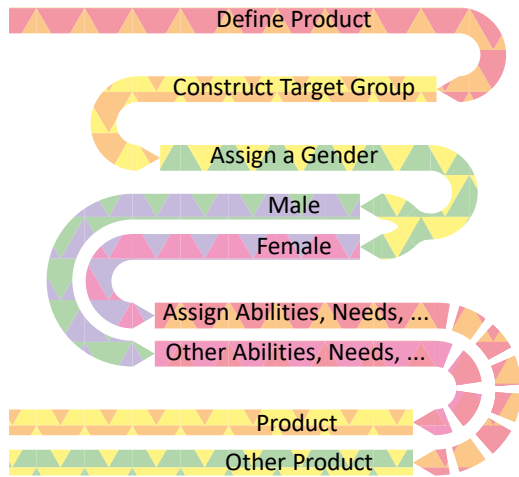 Define Product
Construct Target Group
Assign a Gender
Male
Female
Assign Abilities, Needs, ...
Other Abilities, Needs, ...
Product
Other Product